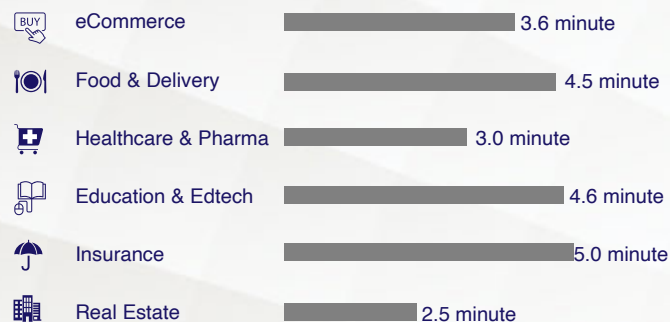 BUY
eCommerce 3.6 minute
Food & Delivery 4.5 minute
Healthcare & Pharma 3.0 minute
Education & Edtech 4.6 minute
Insurance 5.0 minute
Real Estate 2.5 minute